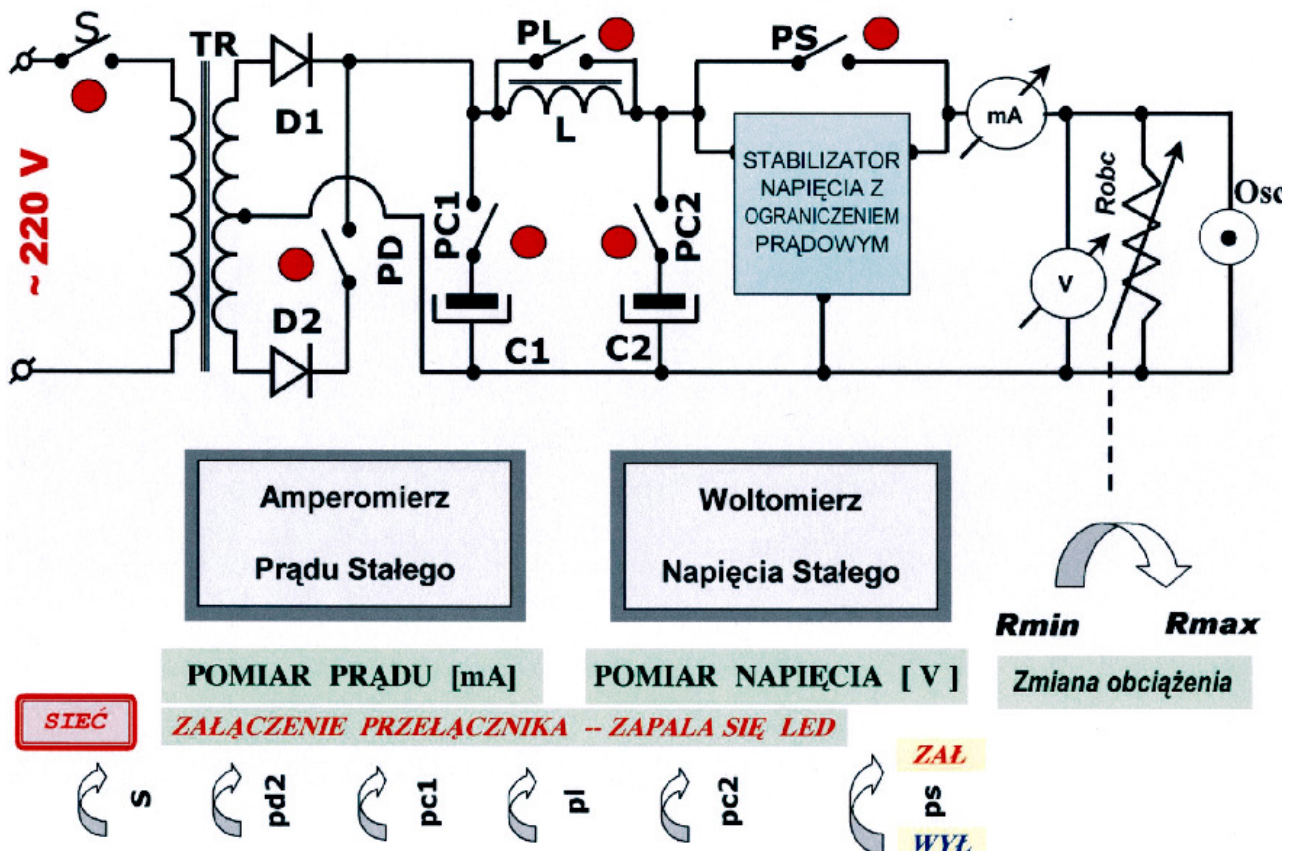 S
TR
PL
PS
~ 220 V
D1
L
mA
STABILIZATOR
NAPIĘCIA Z
OGRANICZENIEM
PRĄDOWYM
PC1
PC2
PD
Robc
Osc
V
D2
C1
C2
Amperomierz
Prądu Stałego
Woltomierz
Napięcia Stałego
Rmin Rmax
POMIAR PRĄDU [mA]
POMIAR NAPIĘCIA [ V ]
Zmiana obciążenia
SIEĆ
ZAŁĄCZENIE PRZEŁĄCZNIKA -- ZAPALA SIĘ LED
ZAŁ
S
pd2
pc1
pl
pc2
ps
WYŁ